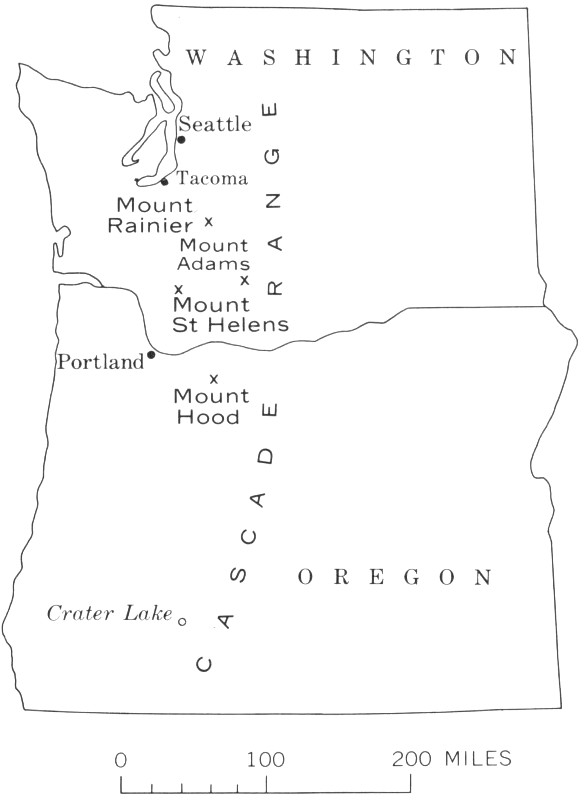 WASHINGTON
Seattle
Tacoma
Mount
Rainier x
Mount
Adams
x
x
Mount
St Helens
Portland
x
Mount
Hood
CASCADE RANGE
OREGON
Crater Lake
0 100 200 MILES